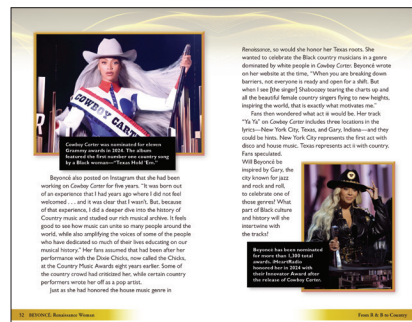 COWBOY CART
Cowboy Carter was nominated for eleven
Grammy awards in 2024. The album
featured the first number one country song
by a Black woman—"Texas Hold 'Em."
Beyoncé also posted on Instagram that she had been
working on Cowboy Carter for five years. "It was born out
of an experience that I had years ago where I did not feel
welcomed . . . and it was clear that I wasn't. But, because
of that experience, I did a deeper dive into the history of
Country music and studied our rich musical archive. It feels
good to see how music can unite so many people around the
world, while also amplifying the voices of some of the people
who have dedicated so much of their lives educating on our
musical history." Her fans assumed that had been after her
performance with the Dixie Chicks, now called the Chicks,
at the Country Music Awards eight years earlier. Some of
the country crowd had criticized her, while certain country
performers wrote her off as a pop artist.
Just as she had honored the house music genre in
52 BEYONCÉ: Renaissance Woman
Renaissance, so would she honor her Texas roots. She
wanted to celebrate the Black country musicians in a genre
dominated by white people in Cowboy Carter. Beyoncé wrote
on her website at the time, "When you are breaking down
barriers, not everyone is ready and open for a shift. But
when I see [the singer] Shaboozey tearing the charts up and
all the beautiful female country singers flying to new heights,
inspiring the world, that is exactly what motivates me."
Fans then wondered what act iii would be. Her track
"Ya Ya" on Cowboy Carter includes three locations in the
lyrics—New York City, Texas, and Gary, Indiana—and they
could be hints. New York City represents the first act with
disco and house music. Texas represents act ii with country.
Fans speculated.
Will Beyoncé be
inspired by Gary, the
city known for jazz
and rock and roll,
to celebrate one of
those genres? What
part of Black culture
and history will she
intertwine with
the tracks?
Beyoncé has been nominated
for more than 1,300 total
awards. iHeartRadio
honored her in 2024 with
their Innovator Award after
the release of Cowboy Carter.
From R & B to Country